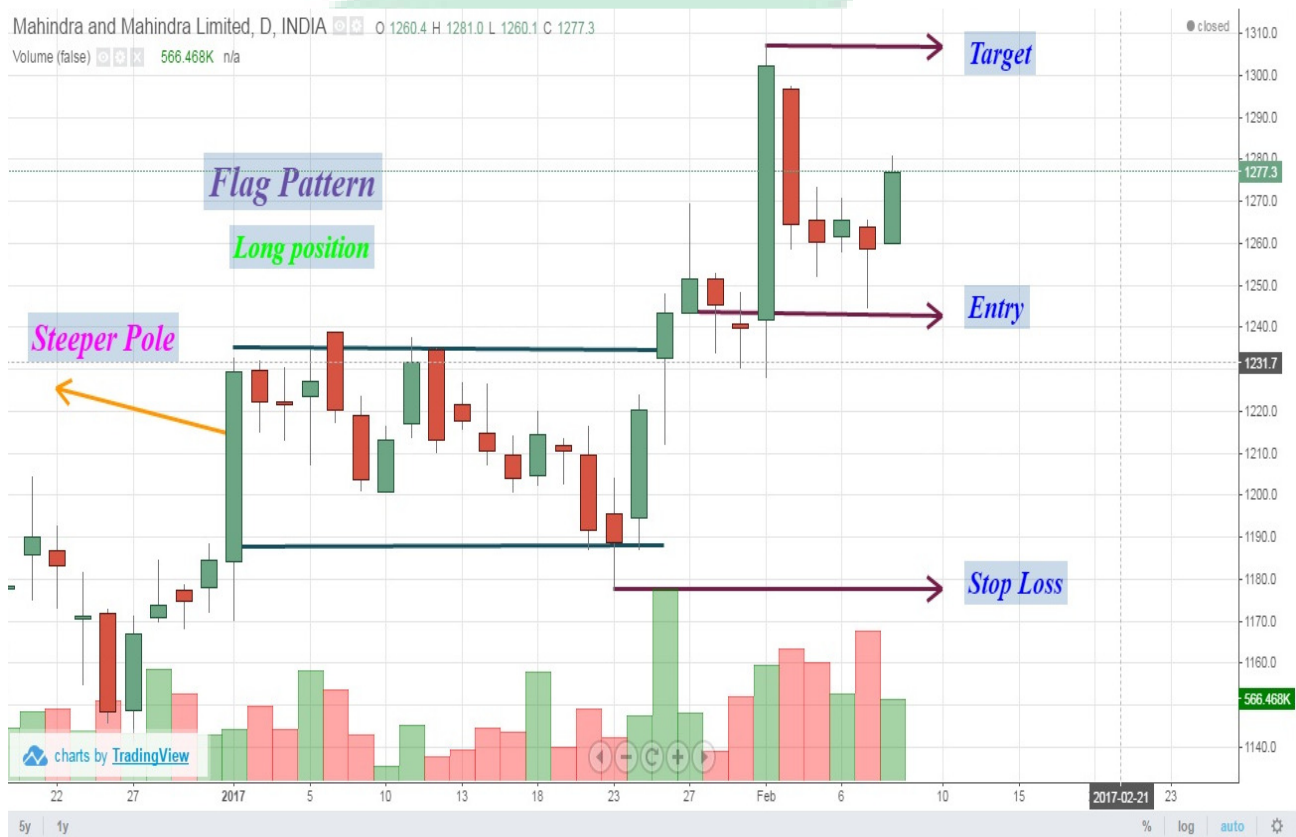 Mahindra and Mahindra Limited, D, INDIA O 1260.4 H 1281.0 L 1260.1 C 1277.3
closed
Volume (false) 566.468K n/a
Target
Flag Pattern
Long position
Entry
Steeper Pole
Stop Loss
1310.0
1300.0
1290.0
1280.0
1277.3
1270.0
1260.0
1250.0
1240.0
1231.7
1220.0
1210.0
1200.0
1190.0
1180.0
1170.0
1160.0
566.468K
1140.0
charts by TradingView
22 27 2017 5 10 13 18 23 27 Feb 6 10 15 2017-02-21 23
5y 1y % log auto